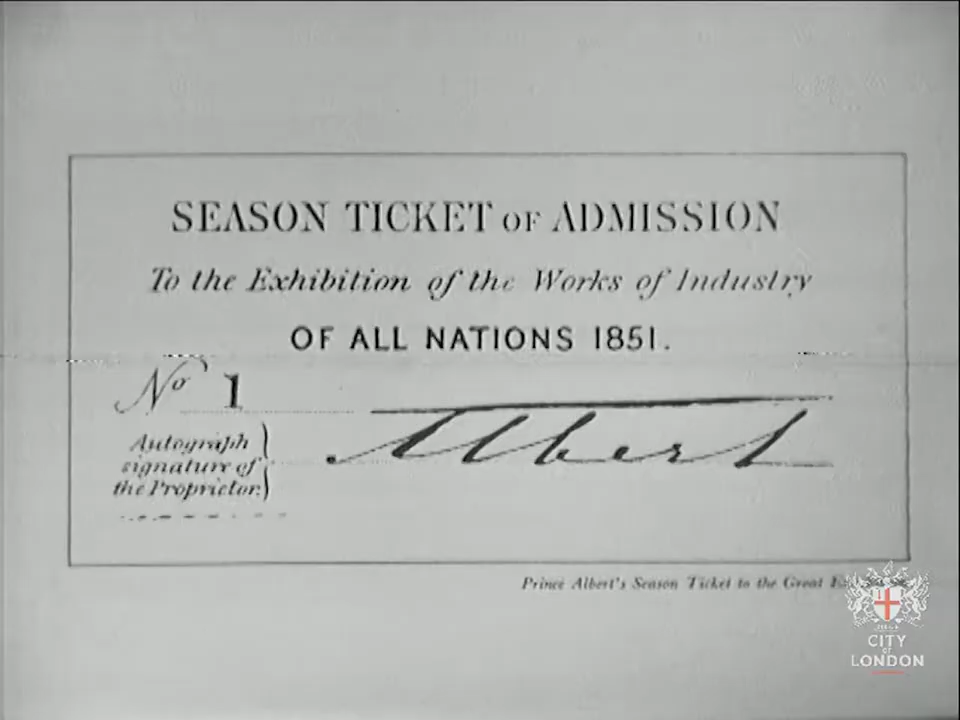 SEASON TICKET OF ADMISSION
To the Exhibition of the Works of Industry
OF ALL NATIONS 1851.
No 1
Autograph
signature of
the Proprietor.
Albert
Prince Albert's Season Ticket to the Great
CITY
OF
LONDON